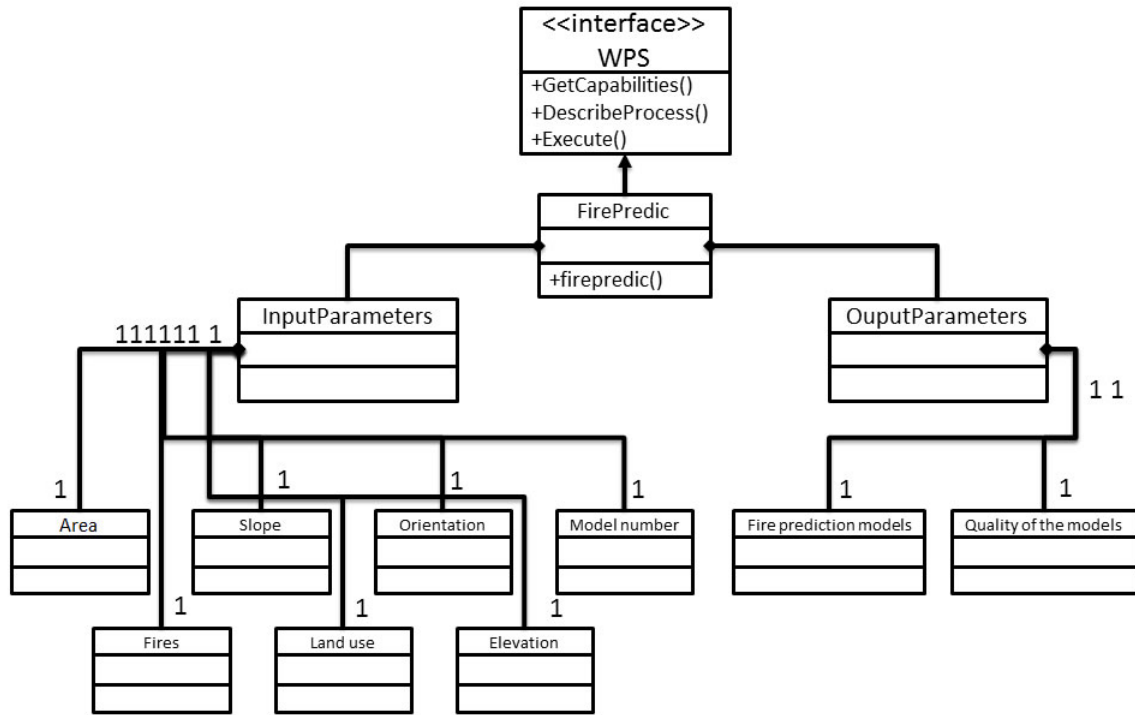 <<interface>>
WPS
+GetCapabilities()
+DescribeProcess()
+Execute()
FirePredic
+firepredic()
InputParameters
OuputParameters
111111 1
1 1
1
1
1
1
1
1
Area
Slope
Orientation
Model number
Fire prediction models
Quality of the models
1
1
1
Fires
Land use
Elevation